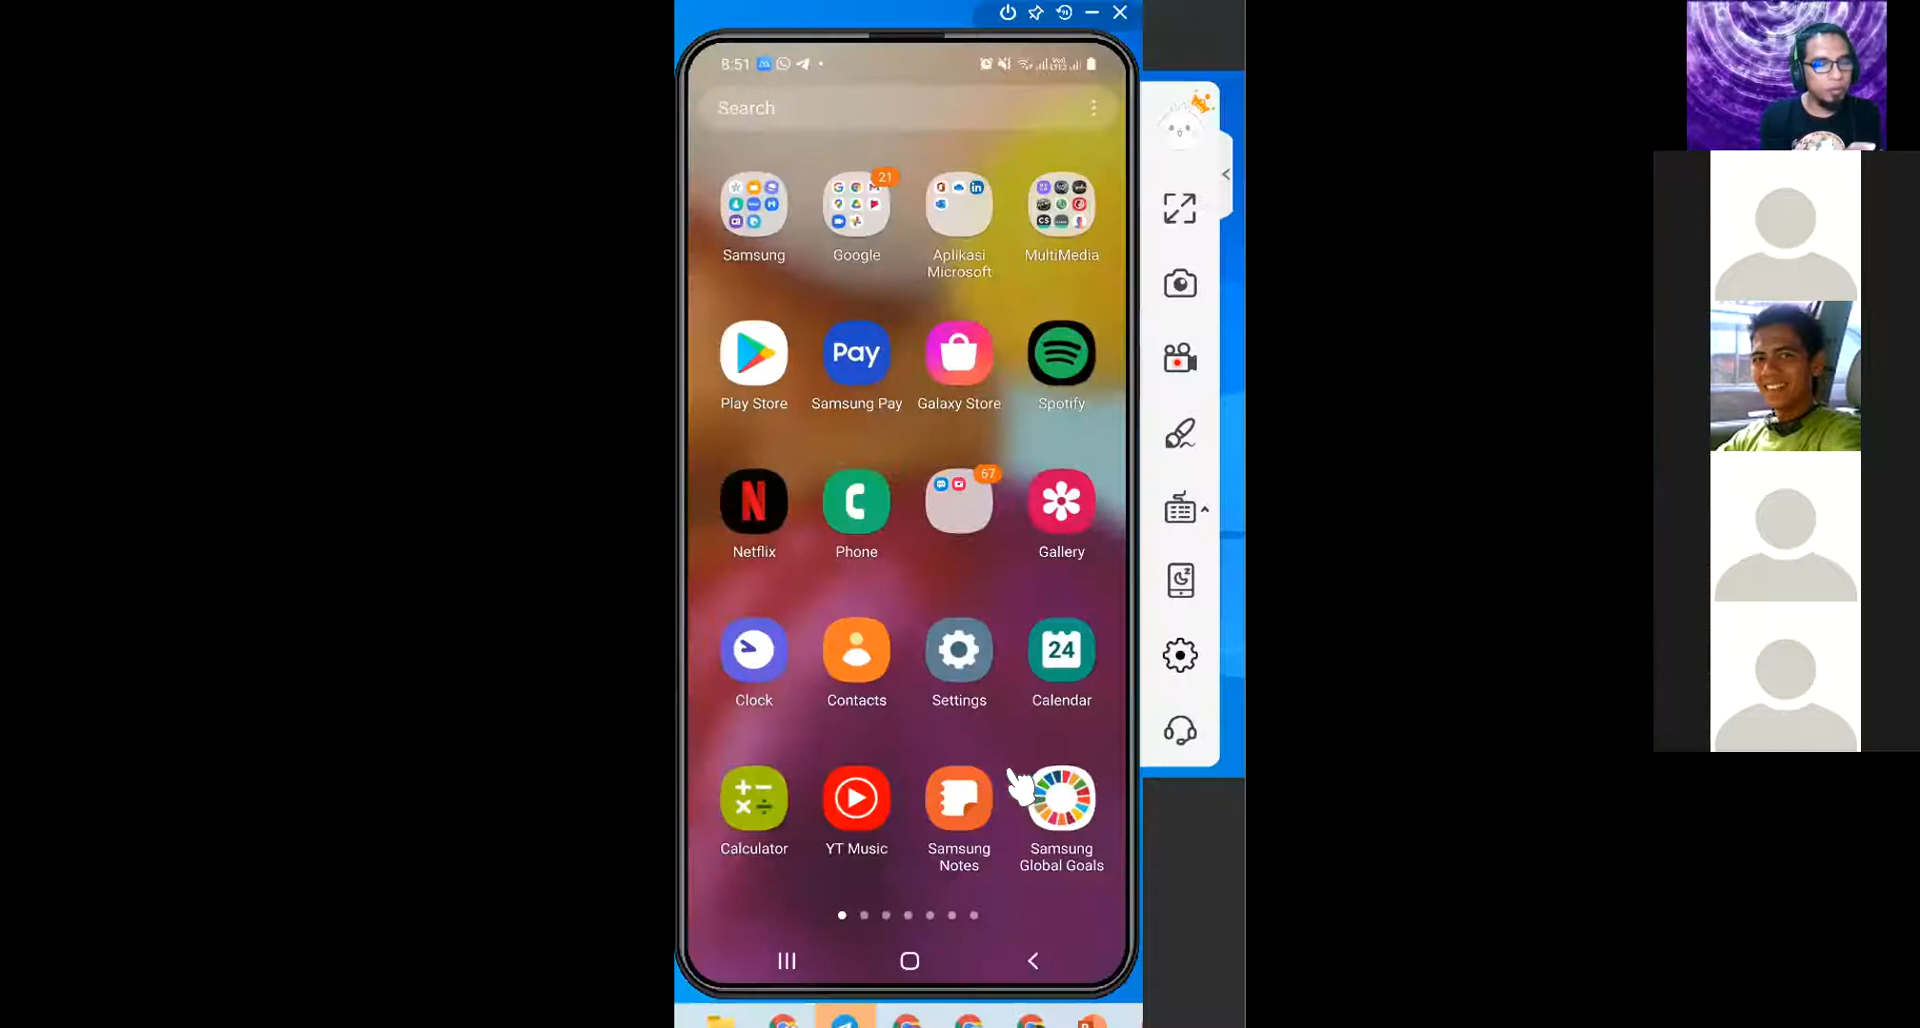 8:51
Search
21
Samsung
Google
Aplikasi
Microsoft
MultiMedia
Pay
Play Store
Samsung Pay
Galaxy Store
Spotify
67
N
Netflix
Phone
Gallery
24
Clock
Contacts
Settings
Calendar
Calculator
YT Music
Samsung
Notes
Samsung
Global Goals